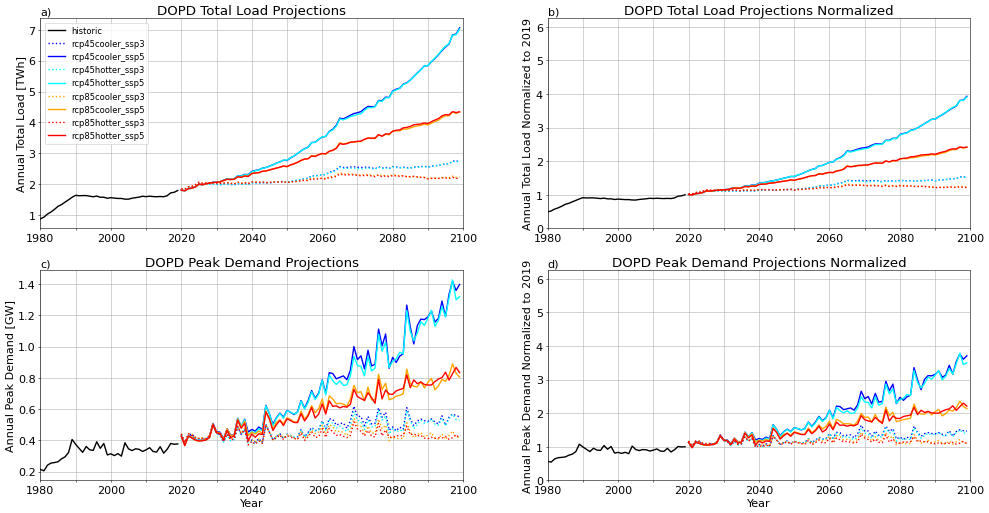 a)
DOPD Total Load Projections
Annual Total Load [TWh]
7
6
5
4
3
2
1
historic
rcp45cooler_ssp3
rcp45cooler_ssp5
rcp45hotter_ssp3
rcp45hotter_ssp5
rcp85cooler_ssp3
rcp85cooler_ssp5
rcp85hotter_ssp3
rcp85hotter_ssp5
1980 2000 2020 2040 2060 2080 2100
b)
DOPD Total Load Projections Normalized
Annual Total Load Normalized to 2019
6
5
4
3
2
1
0
1980 2000 2020 2040 2060 2080 2100
c)
DOPD Peak Demand Projections
Annual Peak Demand [GW]
1.4
1.2
1.0
0.8
0.6
0.4
0.2
1980 2000 2020 2040 2060 2080 2100
Year
d)
DOPD Peak Demand Projections Normalized
Annual Peak Demand Normalized to 2019
6
5
4
3
2
1
0
1980 2000 2020 2040 2060 2080 2100
Year